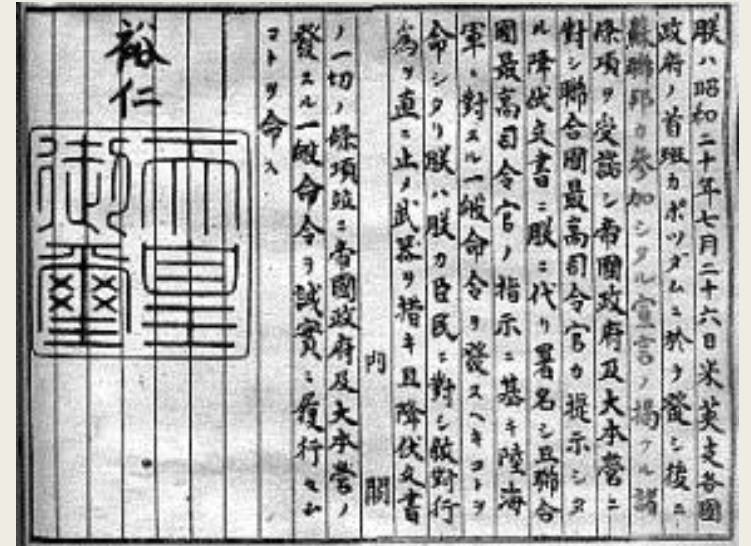 朕ハ昭和二十年七月二十六日米英支各國
政府ノ首班カポツダムニ於テ發シ後ニ
蘇聯邦カ參加シタル宣言ノ揭クル諸
條項ヲ受諾シ帝國政府及大本營ニ
對シ聯合國最高司令官カ提示シタ
ル降伏文書ニ朕ニ代リ署名シ且聯合
國最高司令官ノ指示ニ基キ陸海
軍ニ對スル一般命令ヲ發スヘキコトヲ
命シタリ朕ハ朕カ臣民ニ對シ敵對行
爲ヲ直ニ止メ武器ヲ措キ且降伏文書
內閣
ノ一切ノ條項竝ニ帝國政府及大本營ノ
發スル一般命令ヲ誠實ニ履行セム
コトヲ命ス
裕仁
天皇
御璽